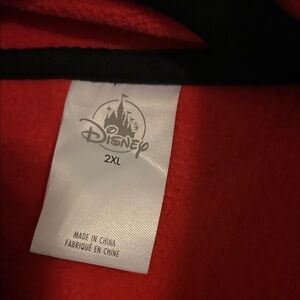 Disney
2XL
MADE IN CHINA
FABRIQUÉ EN CHINE